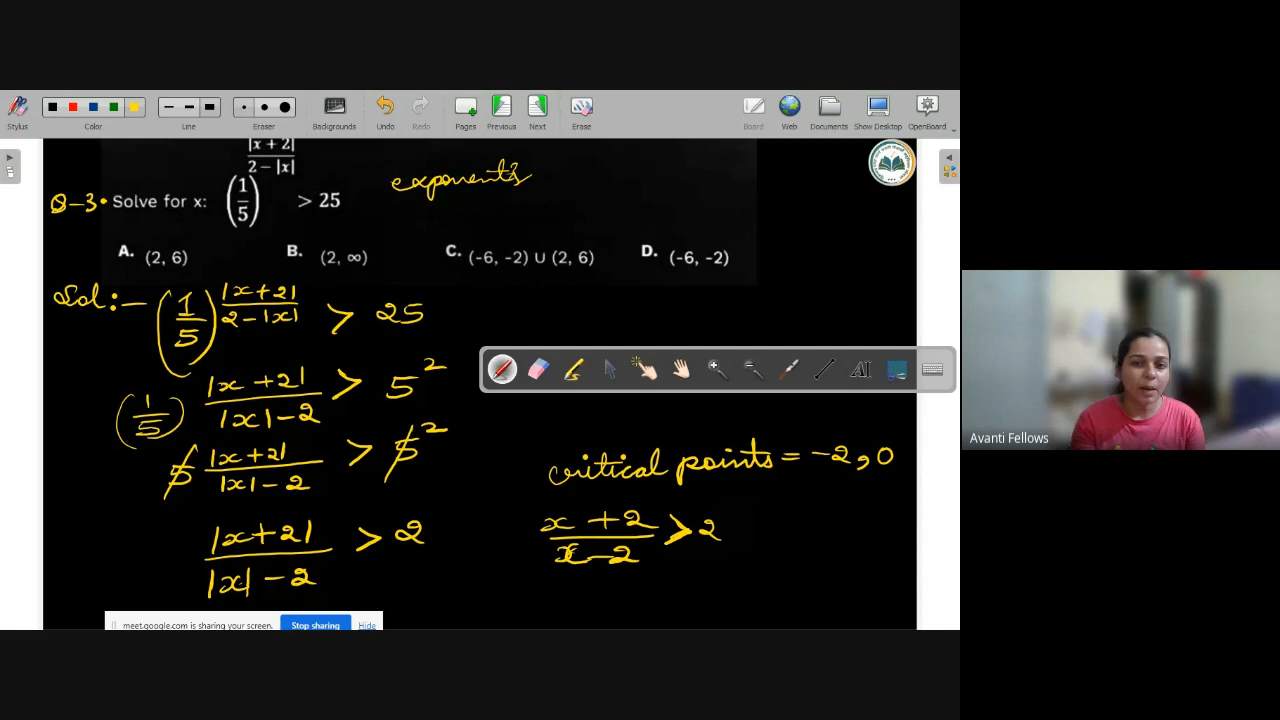 Stylus Color Line Eraser Backgrounds Undo Redo Pages Previous Next Erase Board Web Documents Show Desktop OpenBoard
|x + 2|
2 − |x|
Q-3• Solve for x: (1/5) > 25
exponents
A. (2, 6) B. (2, ∞) C. (-6, -2) ∪ (2, 6) D. (-6, -2)
Sol :- (1/5)^(|x+2|/2-|x|) > 25
(1/5) |x+2|/|x|-2 > 5^2
5 |x+2|/|x|-2 > 5^2
|x+2|/|x|-2 > 2
critical points = -2, 0
x+2/x-2 > 2
AI
Avanti Fellows
meet.google.com is sharing your screen. Stop sharing Hide